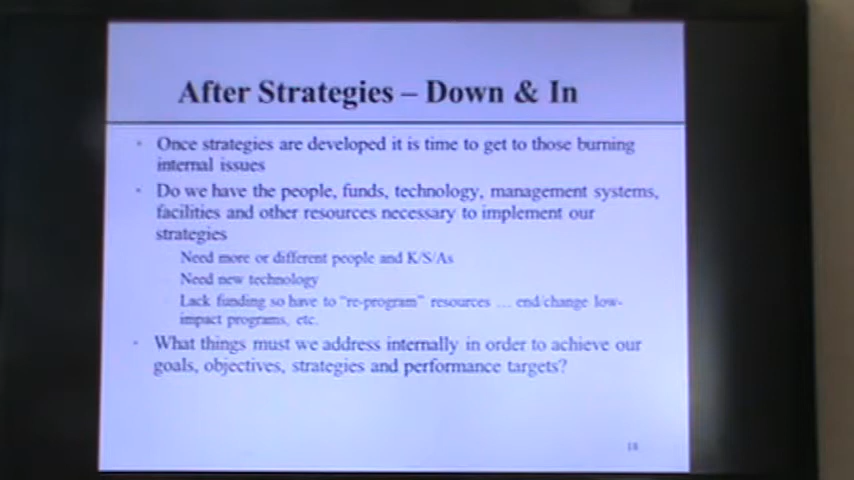 After Strategies – Down & In
• Once strategies are developed it is time to get to those burning
internal issues
• Do we have the people, funds, technology, management systems,
facilities and other resources necessary to implement our
strategies
Need more or different people and K/S/As
Need new technology
Lack funding so have to “re-program” resources … end/change low-
impact programs, etc.
• What things must we address internally in order to achieve our
goals, objectives, strategies and performance targets?
18